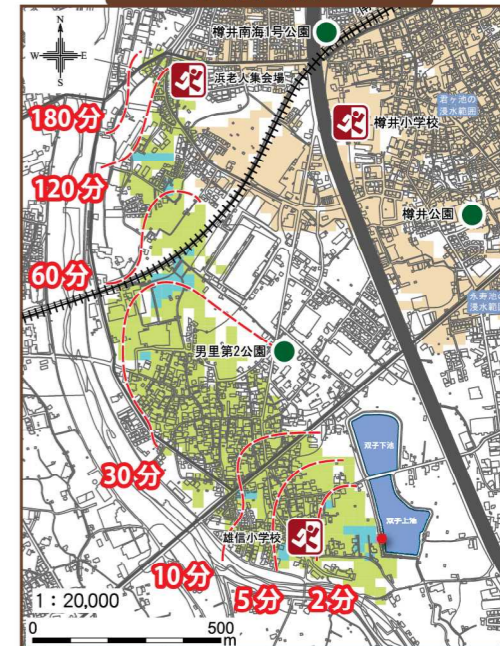 N
W
E
S
樽井南海1号公園
浜老人集会場
180分
君ヶ池の
浸水範囲
樽井小学校
120分
樽井公園
60分
永寿池の
浸水範囲
男里第2公園
双子下池
30分
双子上池
雄信小学校
10分
5分
2分
1：20,000
0
500
m